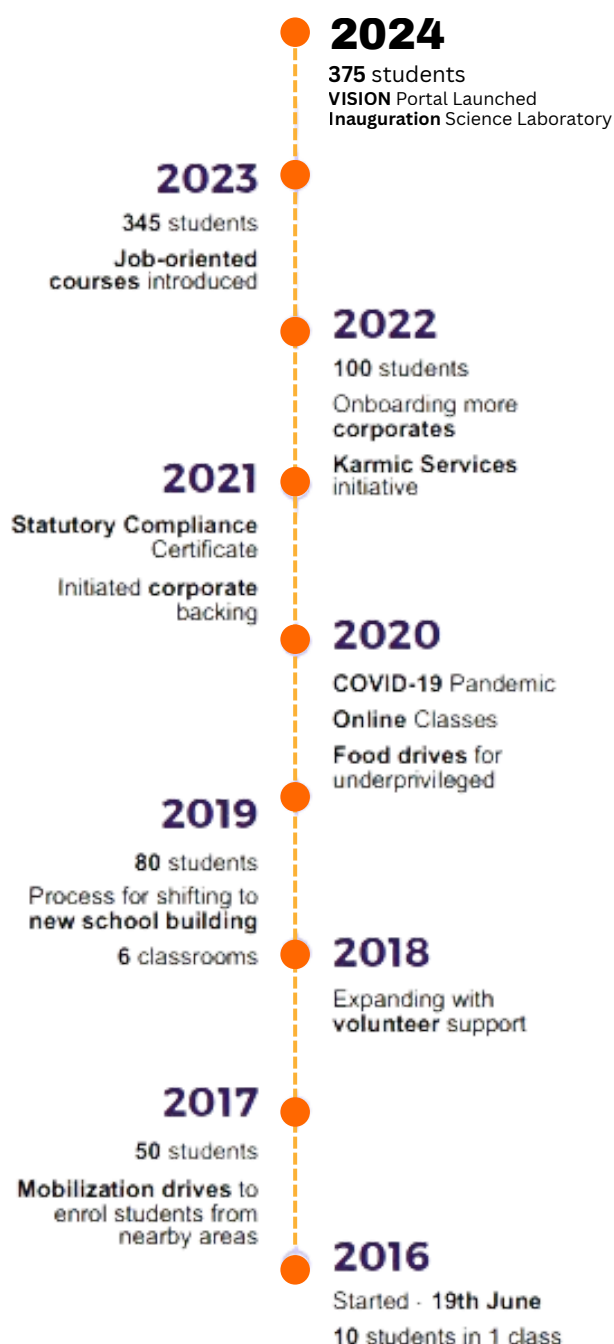 2024
375 students
VISION Portal Launched
Inauguration Science Laboratory
2023
345 students
Job-oriented
courses introduced
2022
100 students
Onboarding more
corporates
Karmic Services
initiative
2021
Statutory Compliance
Certificate
Initiated corporate
backing
2020
COVID-19 Pandemic
Online Classes
Food drives for
underprivileged
2019
80 students
Process for shifting to
new school building
6 classrooms
2018
Expanding with
volunteer support
2017
50 students
Mobilization drives to
enrol students from
nearby areas
2016
Started - 19th June
10 students in 1 class